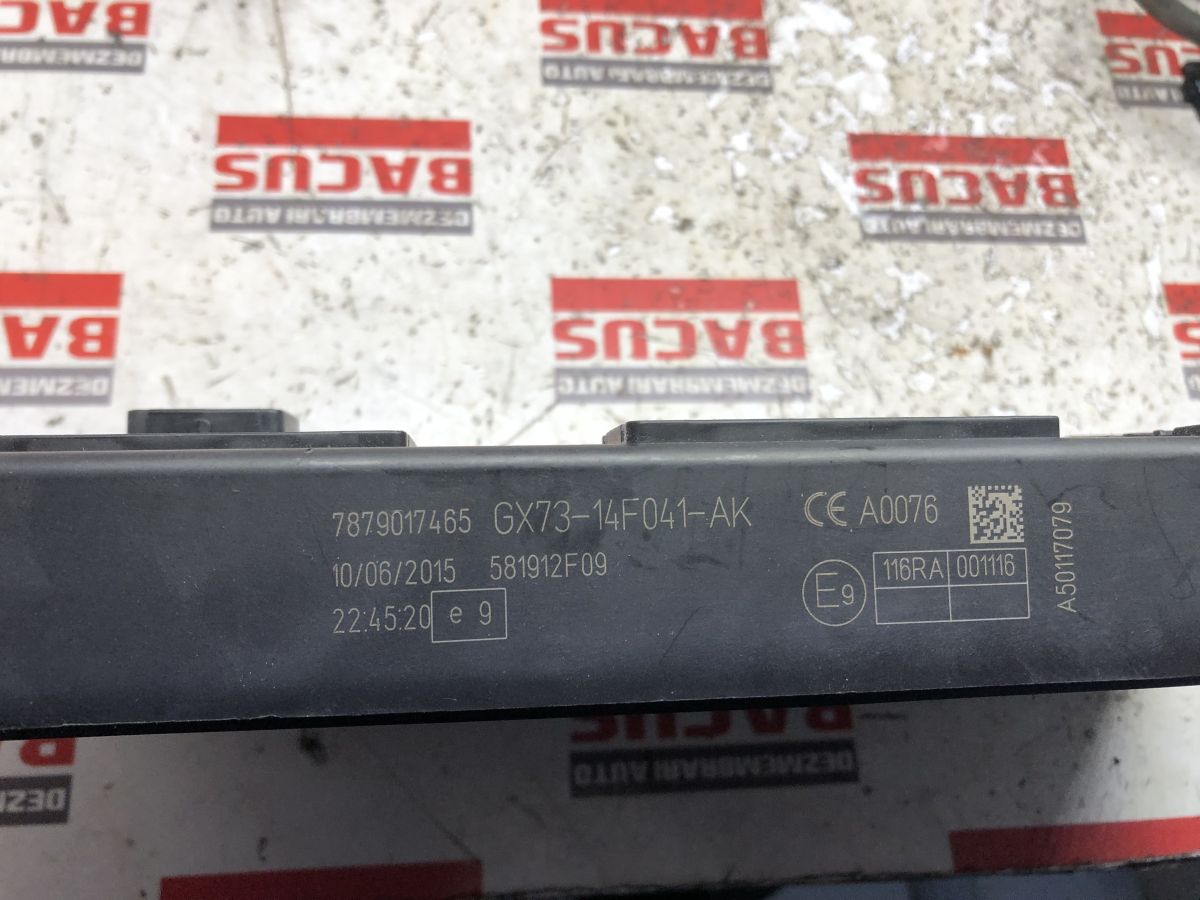 BACUS
DEZMEMBRARI AUTO
BACUS
DEZMEMBRARI AUTO
BACUS
DEZMEMBRARI AUTO
BACUS
DEZMEMBRARI AUTO
7879017465 GX73-14F041-AK CE A0076
10/06/2015 581912F09
22:45:20 e 9
E9 116RA 001116
A50117079
BACUS
DEZMEMBRARI AUTO